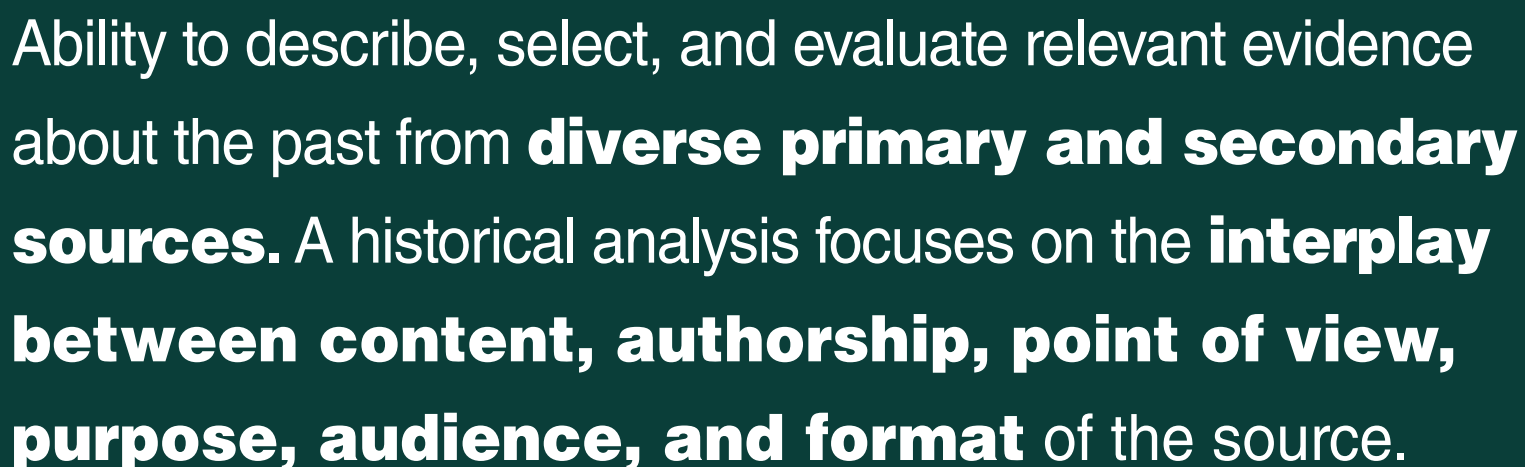 Ability to describe, select, and evaluate relevant evidence
about the past from diverse primary and secondary
sources. A historical analysis focuses on the interplay
between content, authorship, point of view,
purpose, audience, and format of the source.